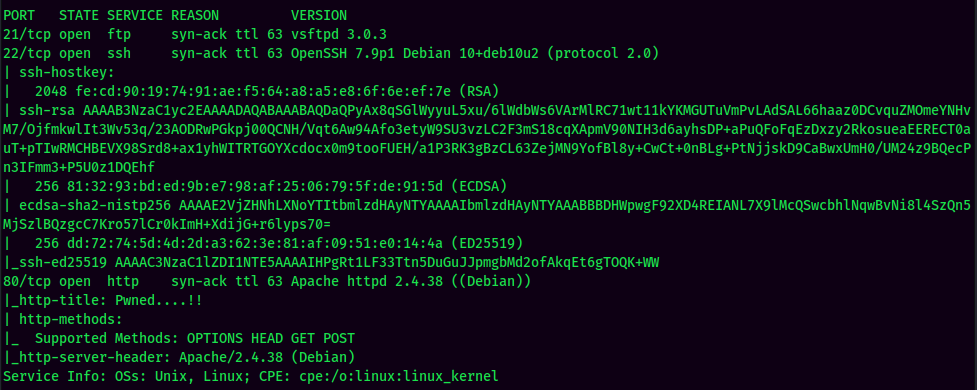 PORT   STATE SERVICE REASON         VERSION
21/tcp open  ftp     syn-ack ttl 63 vsftpd 3.0.3
22/tcp open  ssh     syn-ack ttl 63 OpenSSH 7.9p1 Debian 10+deb10u2 (protocol 2.0)
| ssh-hostkey:
|   2048 fe:cd:90:19:74:91:ae:f5:64:a8:a5:e8:6f:6e:ef:7e (RSA)
| ssh-rsa AAAAB3NzaC1yc2EAAAADAQABAAABAQDaQPyAx8qSGlWyyuL5xu/6lWdbWs6VArMlRC71wt11kYKMGUTuVmPvLAdSAL66haaz0DCvquZMOmeYNHv
M7/OjfmkwlIt3Wv53q/23AODRwPGkpj00QCNH/Vqt6Aw94Afo3etyW9SU3vzLC2F3mS18cqXApmV90NIH3d6ayhsDP+aPuQFoFqEzDxzy2RkosueaEERECT0a
uT+pTIwRMCHBEVX98Srd8+ax1yhWITRTGOYXcdocx0m9tooFUEH/a1P3RK3gBzCL63ZejMN9YofBl8y+CwCt+0nBLg+PtNjjskD9CaBwxUmH0/UM24z9BQecP
n3IFmm3+P5U0z1DQEhf
|   256 81:32:93:bd:ed:9b:e7:98:af:25:06:79:5f:de:91:5d (ECDSA)
| ecdsa-sha2-nistp256 AAAAE2VjZHNhLXNoYTItbmlzdHAyNTYAAAAIbmlzdHAyNTYAAABBBDHWpwgF92XD4REIANL7X9lMcQSwcbhlNqwBvNi8l4SzQn5
MjSzlBQzgcC7Kro57lCr0kImH+XdijG+r6lyps70=
|   256 dd:72:74:5d:4d:2d:a3:62:3e:81:af:09:51:e0:14:4a (ED25519)
|_ssh-ed25519 AAAAC3NzaC1lZDI1NTE5AAAAIHPgRt1LF33Ttn5DuGuJJpmgbMd2ofAkqEt6gTOQK+WW
80/tcp open  http    syn-ack ttl 63 Apache httpd 2.4.38 ((Debian))
|_http-title: Pwned....!!
| http-methods:
|_  Supported Methods: OPTIONS HEAD GET POST
|_http-server-header: Apache/2.4.38 (Debian)
Service Info: OSs: Unix, Linux; CPE: cpe:/o:linux:linux_kernel